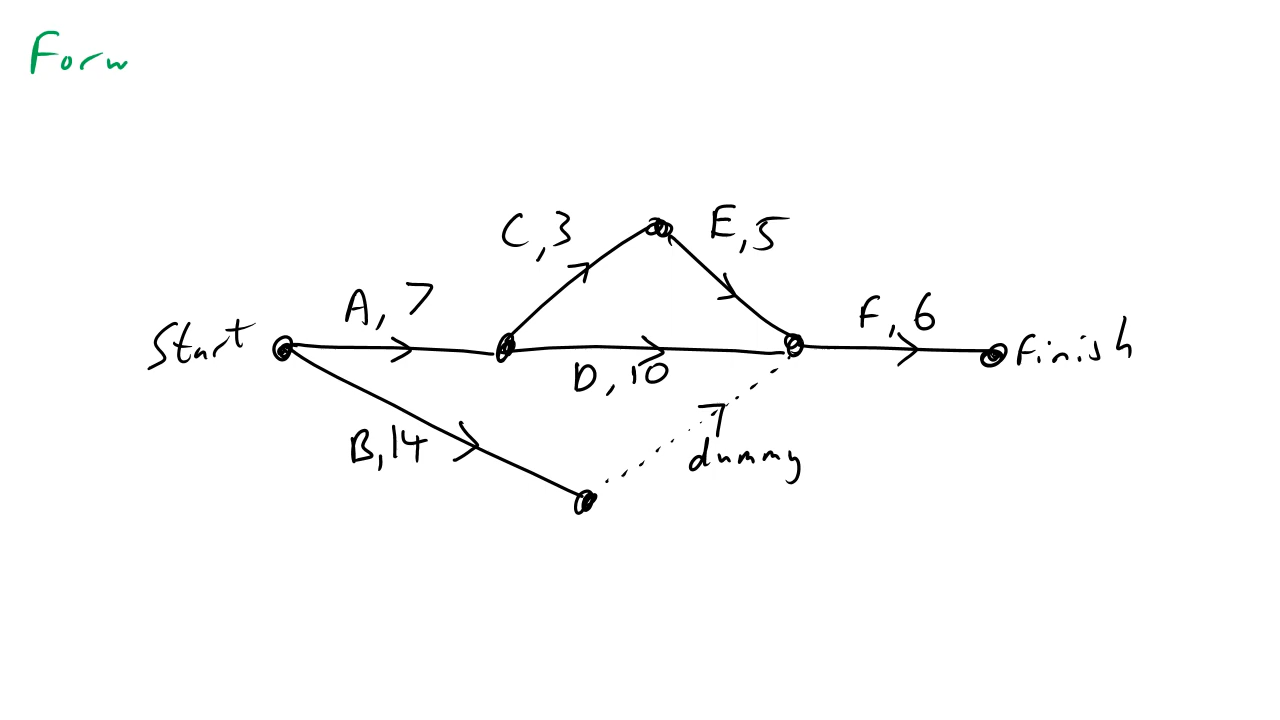 Forw
C,3
E,5
A,7
F,6
Start
Finish
D,10
B,14
dummy